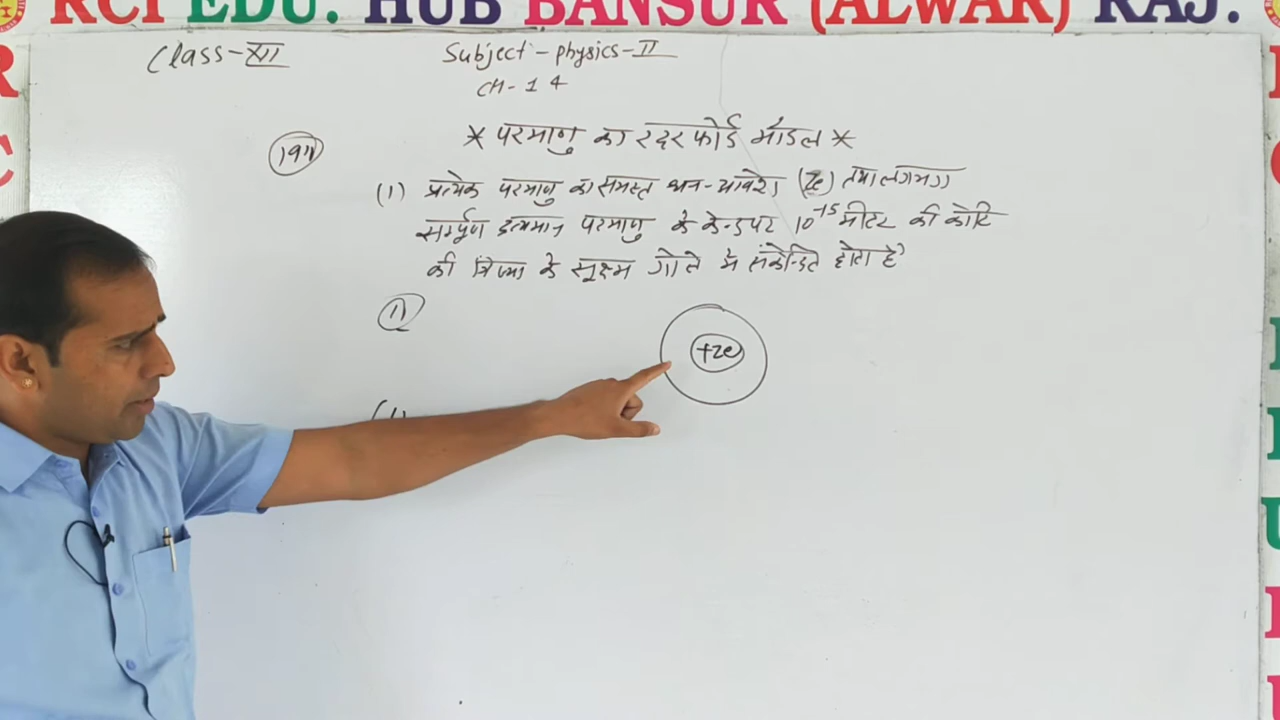 RCI EDU. HUB BANSUR (ALWAR) RAJ.
Class-XII
Subject-physics-II
CH-14
1911
* परमाणु का रदरफोर्ड मॉडल *
(1) प्रत्येक परमाणु का समस्त धन-आवेश (Ze) तथा लगभग
सम्पूर्ण द्रव्यमान परमाणु के केन्द्र पर 10⁻¹⁵ मीटर की कोटि
की त्रिज्या के सूक्ष्म गोले में संकेन्द्रित होता है
+ze